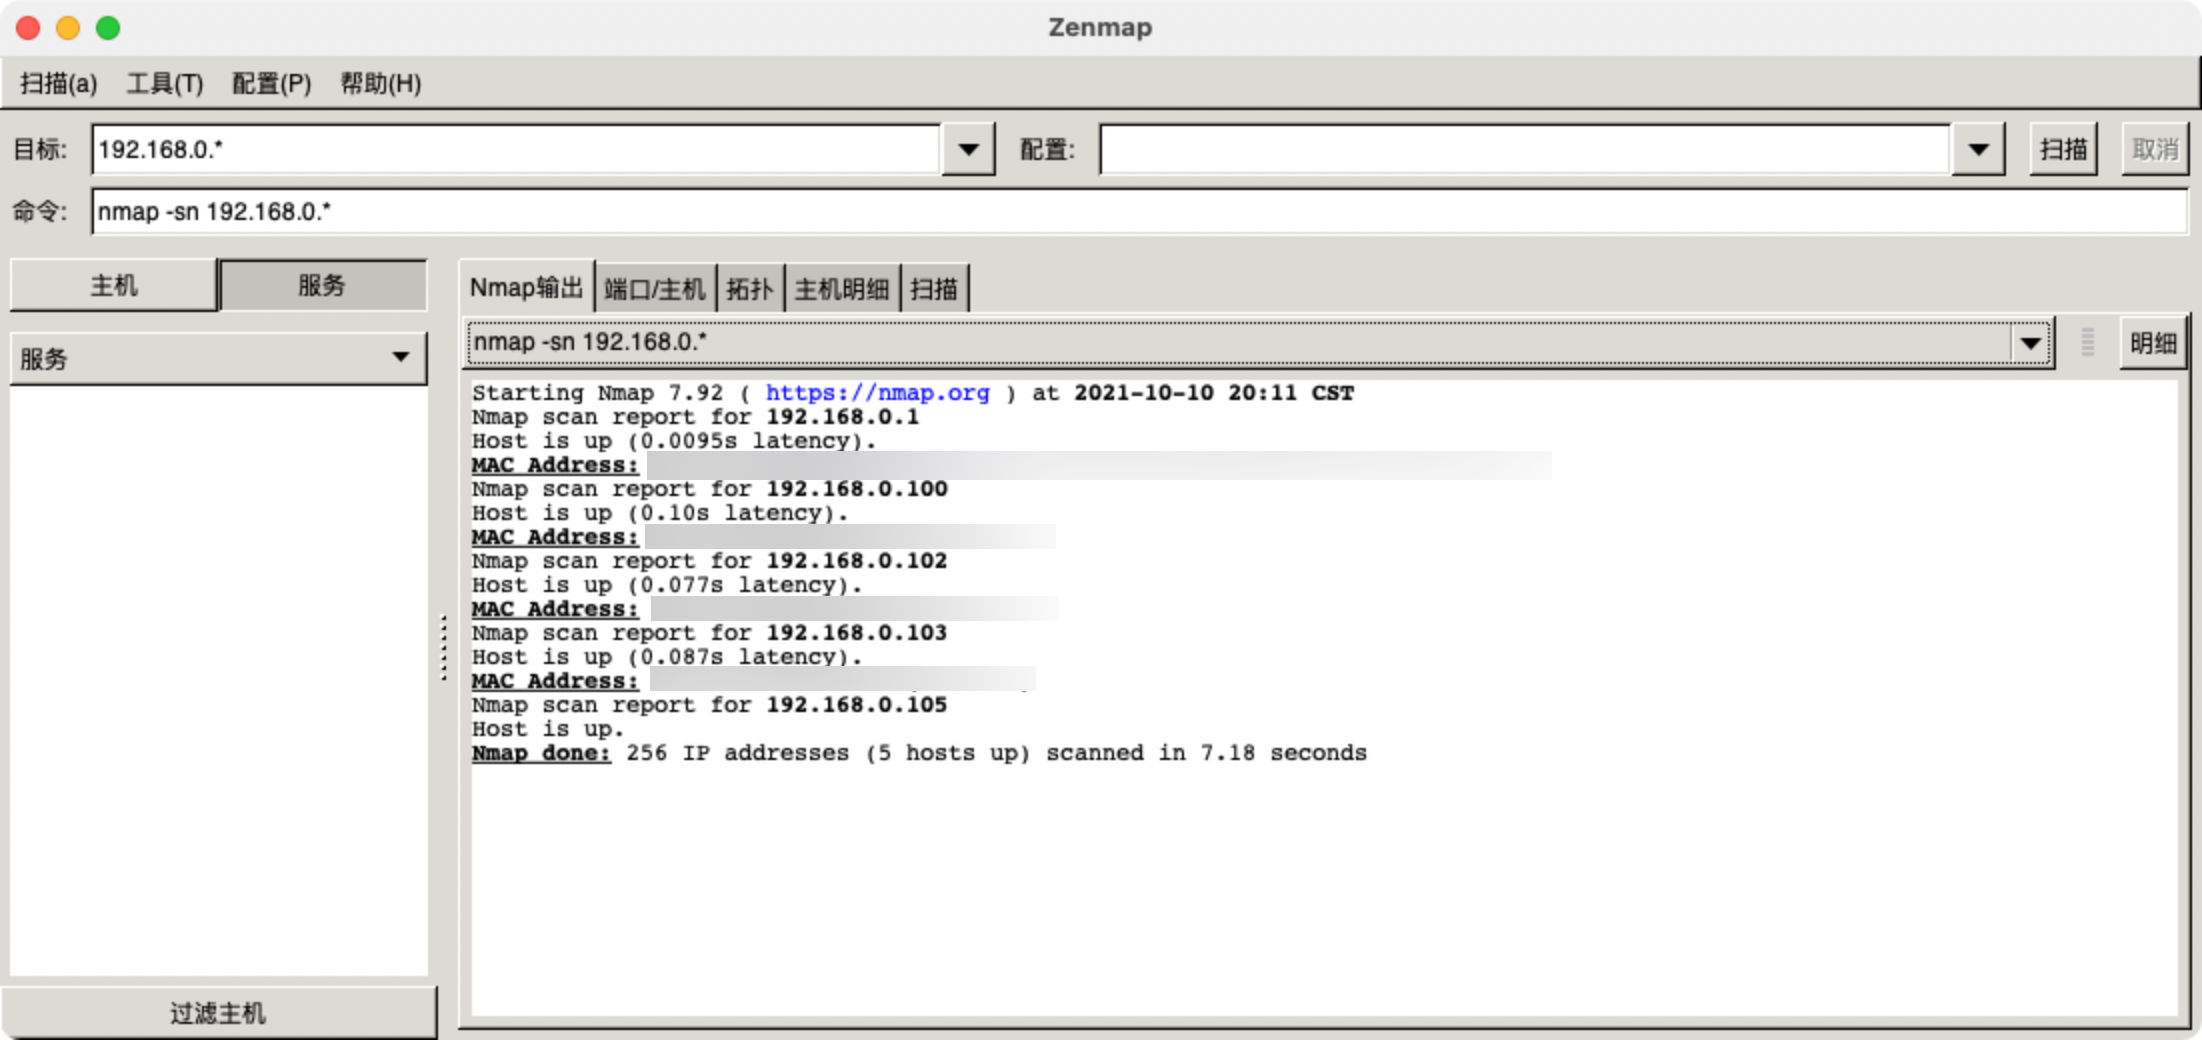 Zenmap
扫描(a) 工具(T) 配置(P) 帮助(H)
目标: 192.168.0.* 配置: 扫描 取消
命令: nmap -sn 192.168.0.*
主机 服务 Nmap输出 端口/主机 拓扑 主机明细 扫描
服务 nmap -sn 192.168.0.* 明细
Starting Nmap 7.92 ( https://nmap.org ) at 2021-10-10 20:11 CST
Nmap scan report for 192.168.0.1
Host is up (0.0095s latency).
MAC Address:
Nmap scan report for 192.168.0.100
Host is up (0.10s latency).
MAC Address:
Nmap scan report for 192.168.0.102
Host is up (0.077s latency).
MAC Address:
Nmap scan report for 192.168.0.103
Host is up (0.087s latency).
MAC Address:
Nmap scan report for 192.168.0.105
Host is up.
Nmap done: 256 IP addresses (5 hosts up) scanned in 7.18 seconds
过滤主机